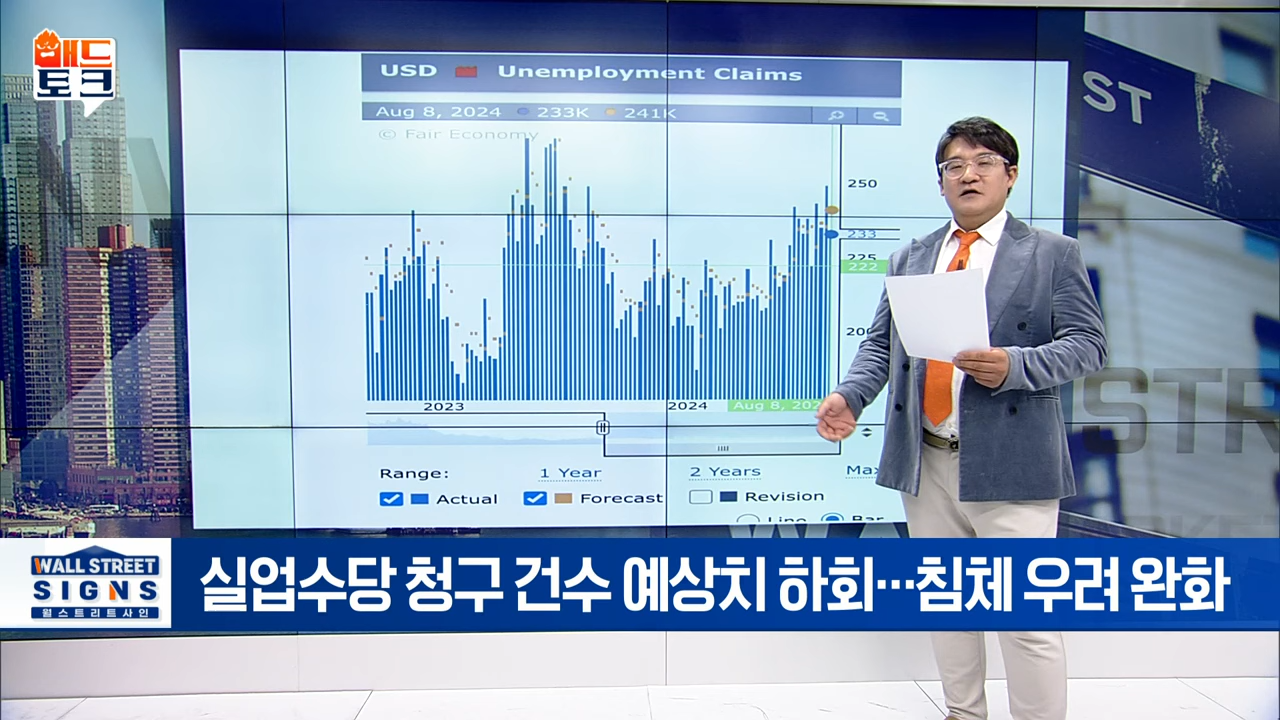 매드
토크
USD Unemployment Claims
Aug 8, 2024 233K 241K
© Fair Economy
ST
250
233
225
222
200
2023 2024 Aug 8, 202
Range: 1 Year 2 Years Max
Actual Forecast Revision
Line Bar
STR
WALL STREET
SIGNS
월스트리트사인
실업수당 청구 건수 예상치 하회…침체 우려 완화